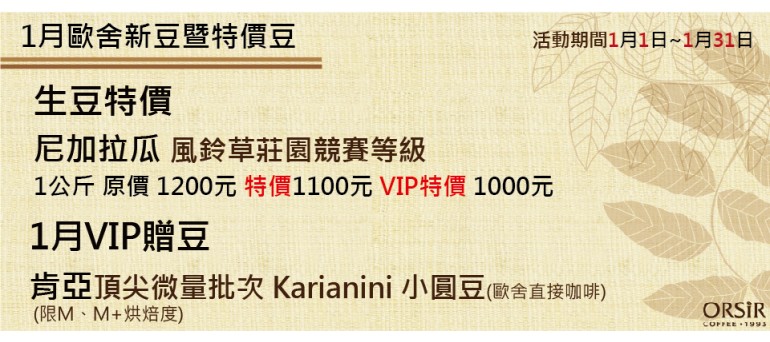 1月歐舍新豆暨特價豆
活動期間1月1日~1月31日
生豆特價
尼加拉瓜 風鈴草莊園競賽等級
1公斤 原價 1200元 特價1100元 VIP特價 1000元
1月VIP贈豆
肯亞頂尖微量批次 Karianini 小圓豆(歐舍直接咖啡)
(限M、M+烘焙度)
ORSiR
COFFEE•1993